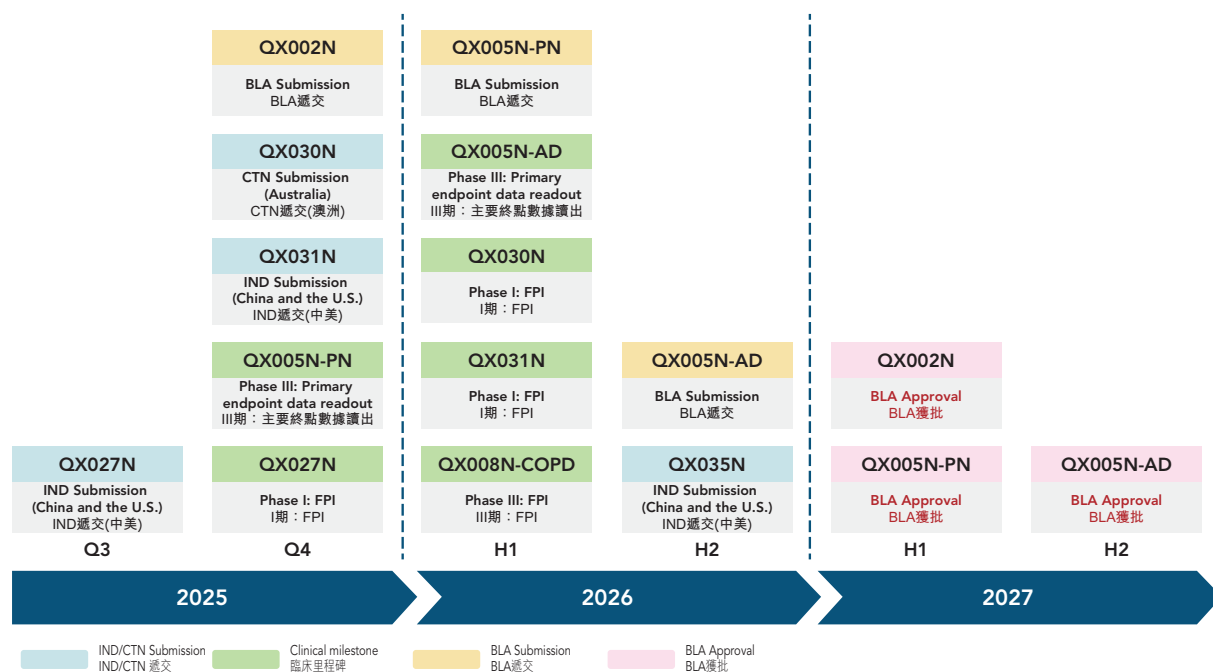 QX002N
BLA Submission
BLA遞交
QX030N
CTN Submission
(Australia)
CTN遞交(澳洲)
QX031N
IND Submission
(China and the U.S.)
IND遞交(中美)
QX005N-PN
Phase III: Primary
endpoint data readout
III期：主要終點數據讀出
QX027N
IND Submission
(China and the U.S.)
IND遞交(中美)
Q3
QX027N
Phase I: FPI
I期：FPI
Q4
QX005N-PN
BLA Submission
BLA遞交
QX005N-AD
Phase III: Primary
endpoint data readout
III期：主要終點數據讀出
QX030N
Phase I: FPI
I期：FPI
QX031N
Phase I: FPI
I期：FPI
QX008N-COPD
Phase III: FPI
III期：FPI
H1
QX005N-AD
BLA Submission
BLA遞交
QX035N
IND Submission
(China and the U.S.)
IND遞交(中美)
H2
QX002N
BLA Approval
BLA獲批
QX005N-PN
BLA Approval
BLA獲批
H1
QX005N-AD
BLA Approval
BLA獲批
H2
2025
2026
2027
IND/CTN Submission
IND/CTN 遞交
Clinical milestone
臨床里程碑
BLA Submission
BLA遞交
BLA Approval
BLA獲批